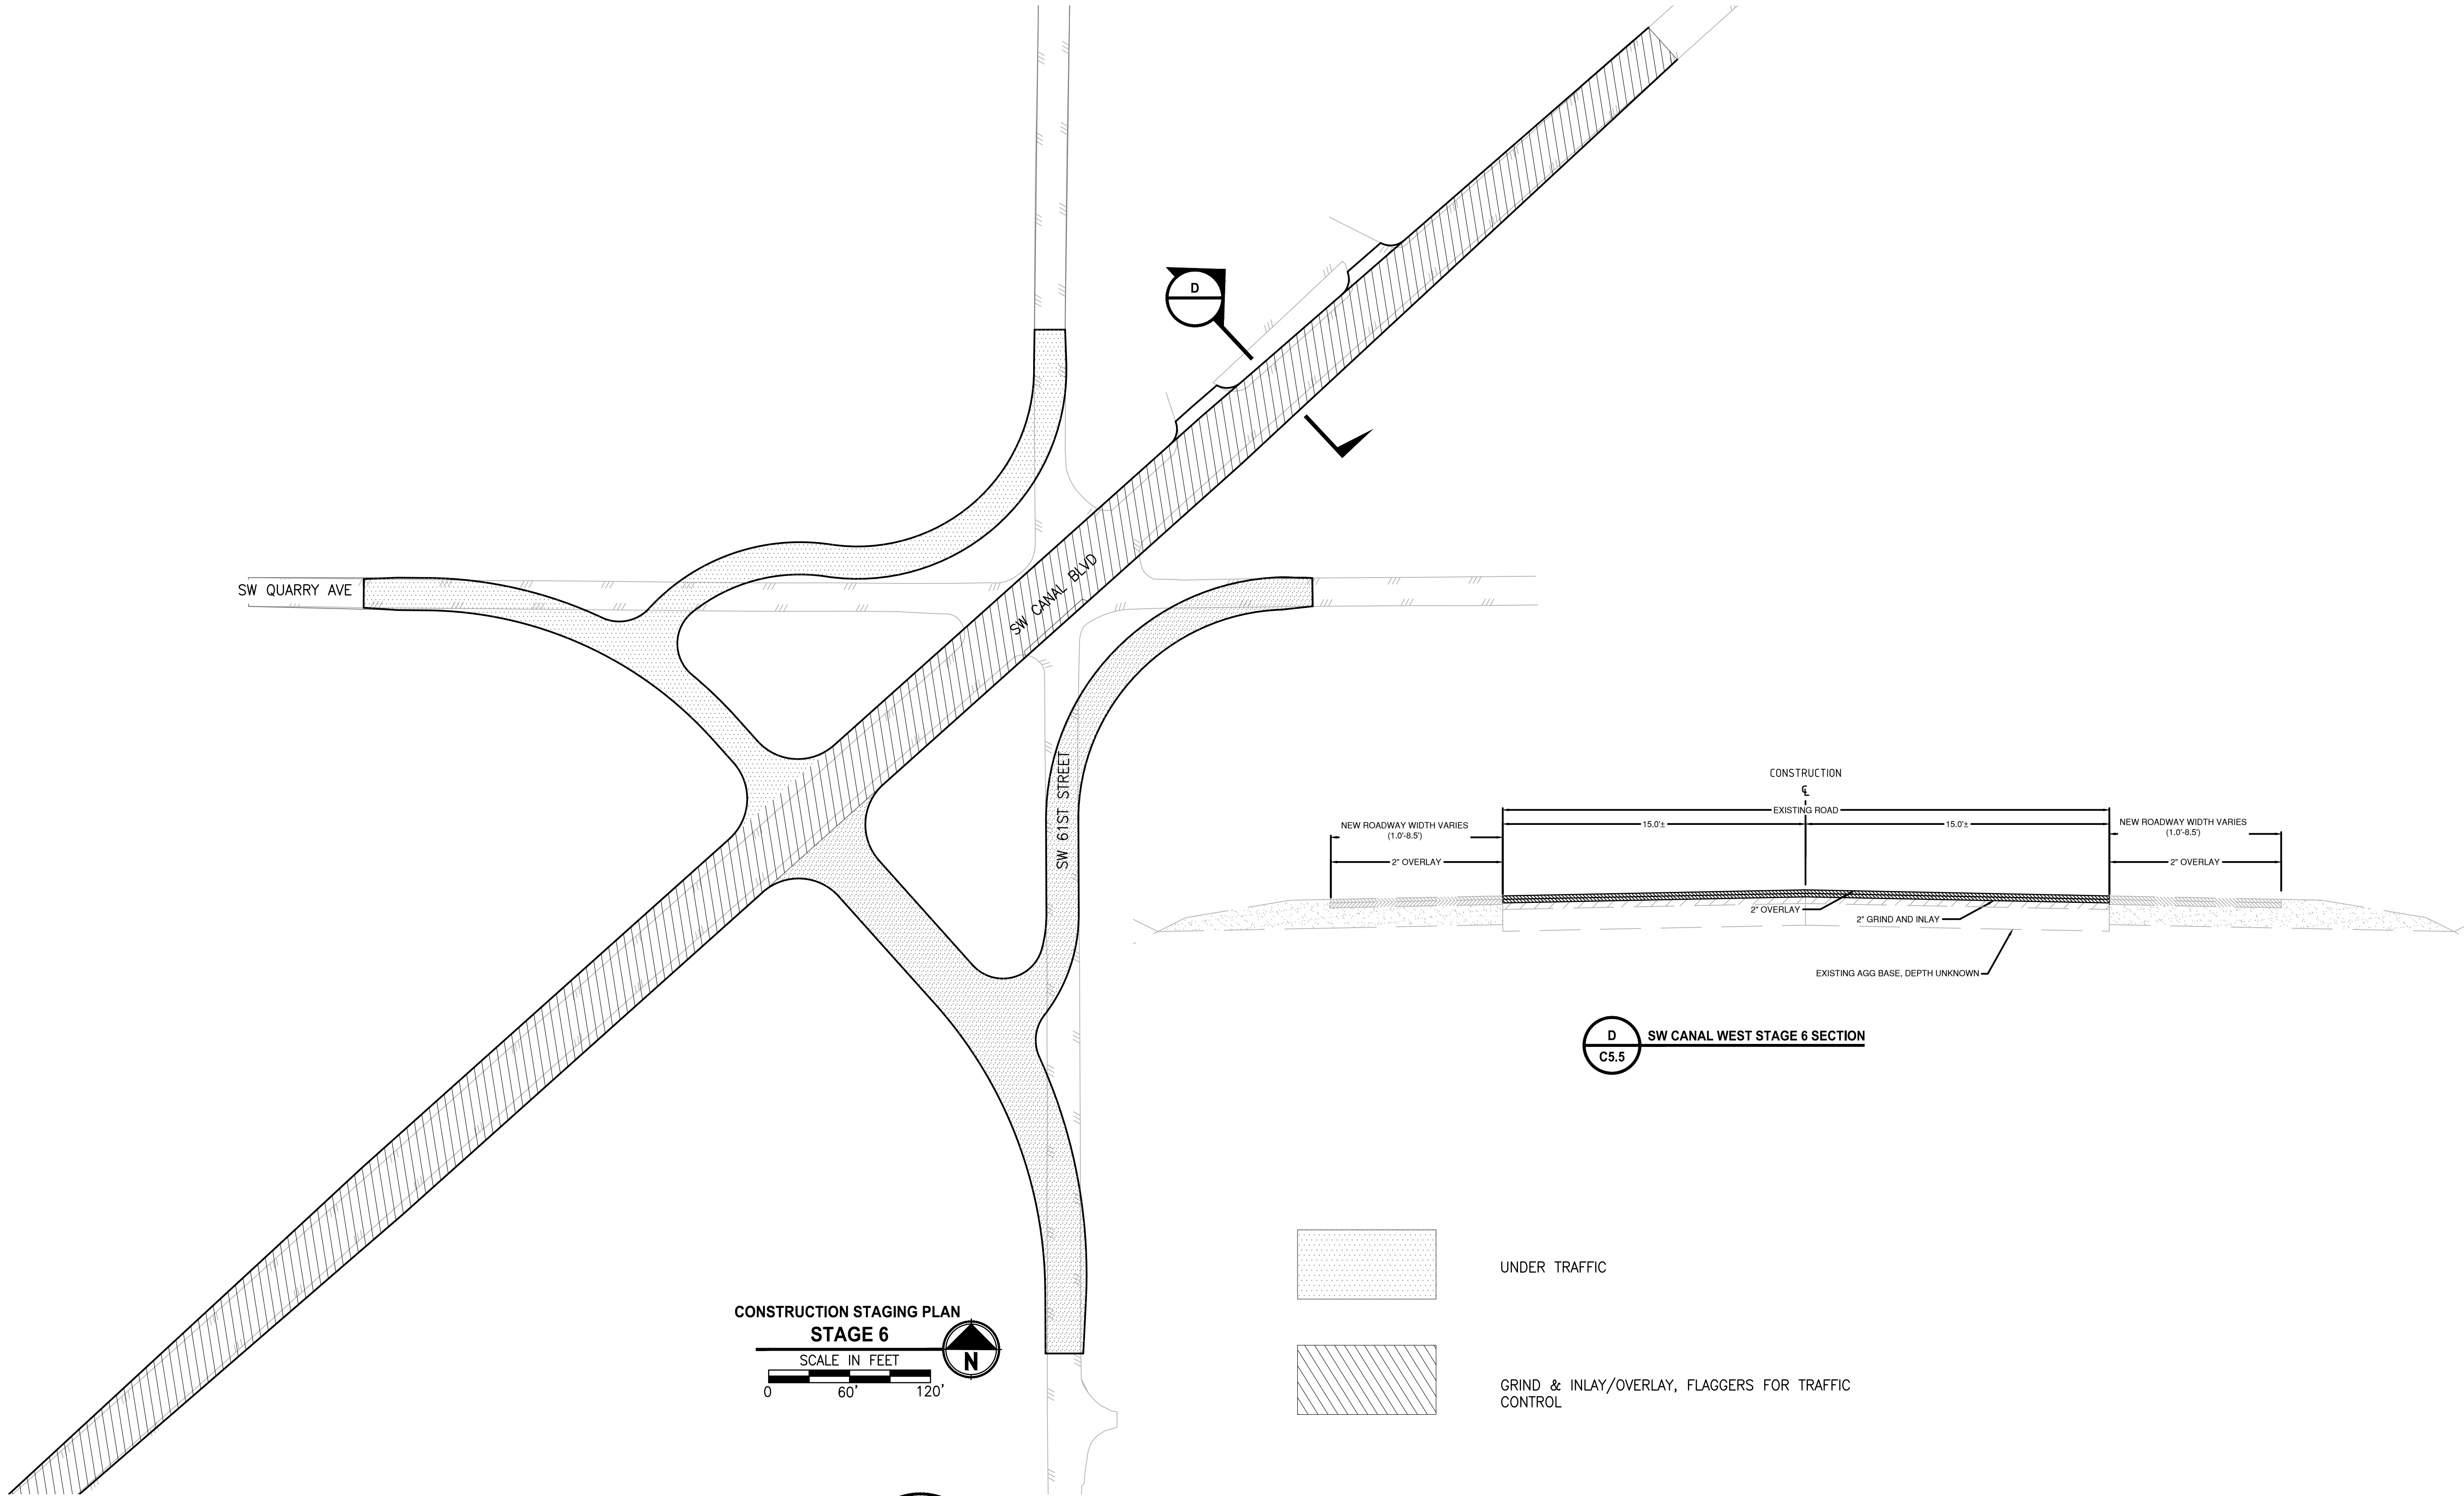 D
SW QUARRY AVE
SW CANAL BLVD
SW 61ST STREET
CONSTRUCTION
℄
EXISTING ROAD
NEW ROADWAY WIDTH VARIES
(1.0'-8.5')
15.0'±
15.0'±
NEW ROADWAY WIDTH VARIES
(1.0'-8.5')
2" OVERLAY
2" OVERLAY
2" OVERLAY
2" GRIND AND INLAY
EXISTING AGG BASE, DEPTH UNKNOWN
D
C5.5
SW CANAL WEST STAGE 6 SECTION
UNDER TRAFFIC
GRIND & INLAY/OVERLAY, FLAGGERS FOR TRAFFIC
CONTROL
CONSTRUCTION STAGING PLAN
STAGE 6
N
SCALE IN FEET
0 60' 120'